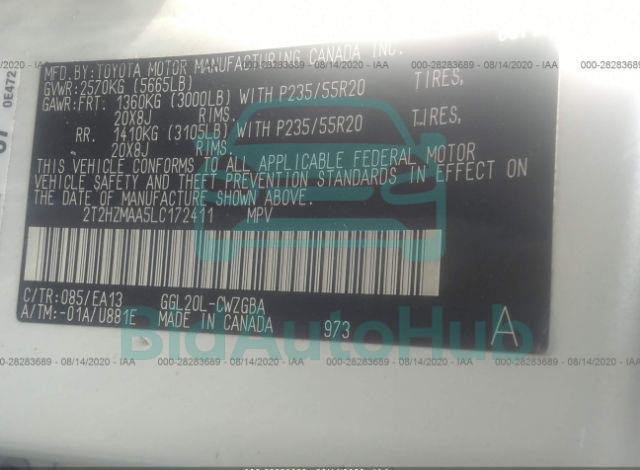 000-28283689 - 08/14/2020 - IAA
MFD. BY: TOYOTA MOTOR MANUFACTURING CANADA INC.
GVWR: 2570KG (5665LB)
GAWR: FRT. 1360KG (3000LB) WITH P235/55R20 TIRES,
20X8J RIMS.
RR. 1410KG (3105LB) WITH P235/55R20 TIRES,
20X8J RIMS.
THIS VEHICLE CONFORMS TO ALL APPLICABLE FEDERAL MOTOR
VEHICLE SAFETY AND THEFT PREVENTION STANDARDS IN EFFECT ON
THE DATE OF MANUFACTURE SHOWN ABOVE.
2T2HZMAA5LC172411 MPV
C/TR: 085/EA13 GGL20L-CWZGBA
A/TM: -01A/U881E MADE IN CANADA 973 A
BidAutoHub
0E472